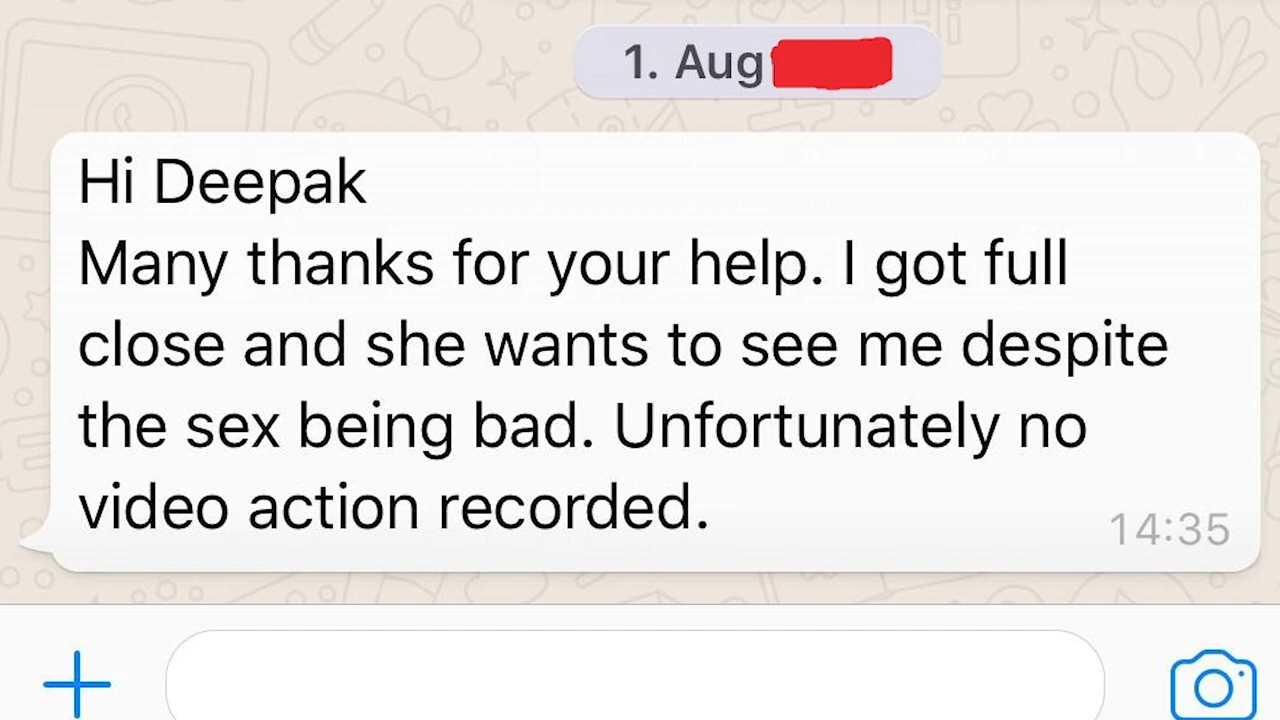 1. Aug
Hi Deepak
Many thanks for your help. I got full
close and she wants to see me despite
the sex being bad. Unfortunately no
video action recorded.
14:35